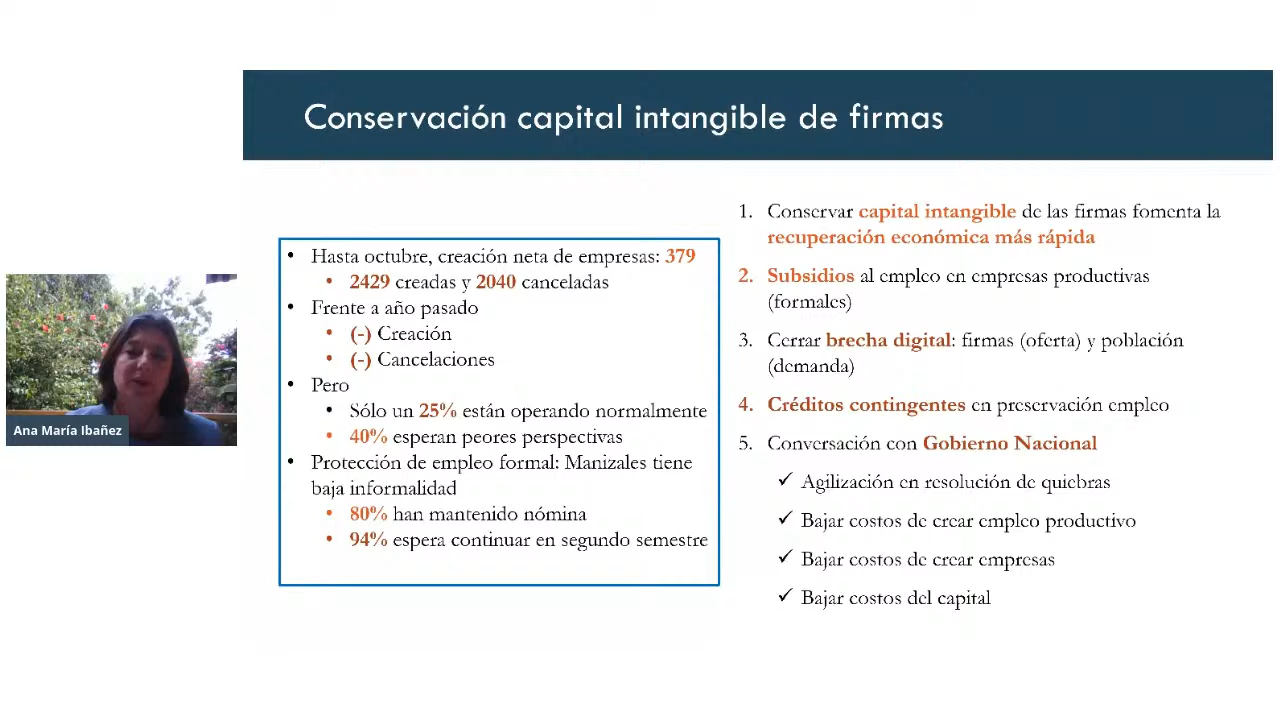 Conservación capital intangible de firmas
• Hasta octubre, creación neta de empresas: 379
• 2429 creadas y 2040 canceladas
• Frente a año pasado
• (-) Creación
• (-) Cancelaciones
• Pero
• Sólo un 25% están operando normalmente
• 40% esperan peores perspectivas
• Protección de empleo formal: Manizales tiene
baja informalidad
• 80% han mantenido nómina
• 94% espera continuar en segundo semestre
1. Conservar capital intangible de las firmas fomenta la
recuperación económica más rápida
2. Subsidios al empleo en empresas productivas
(formales)
3. Cerrar brecha digital: firmas (oferta) y población
(demanda)
4. Créditos contingentes en preservación empleo
5. Conversación con Gobierno Nacional
✓ Agilización en resolución de quiebras
✓ Bajar costos de crear empleo productivo
✓ Bajar costos de crear empresas
✓ Bajar costos del capital
Ana María Ibañez